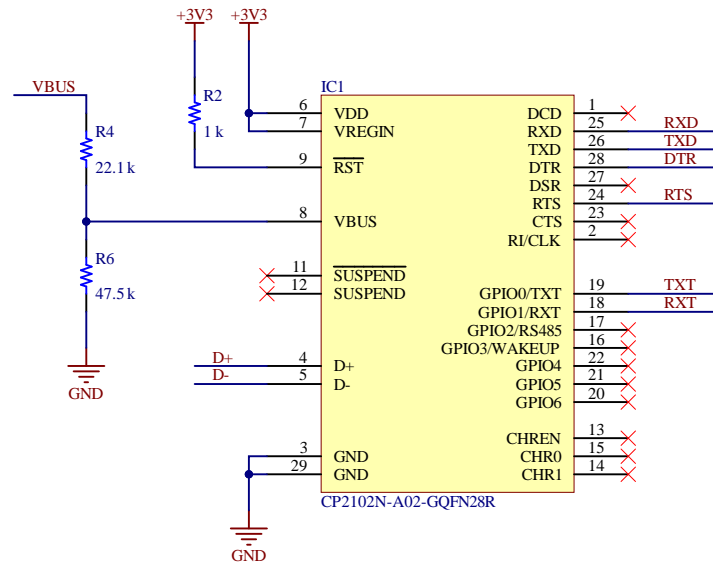 +3V3 +3V3
VBUS
R2
1 k
R4
22.1 k
R6
47.5 k
GND
IC1
6 VDD
7 VREGIN
9 RST
8 VBUS
11 SUSPEND
12 SUSPEND
D+ 4 D+
D- 5 D-
3 GND
29 GND
GND
DCD 1
RXD 25 RXD
TXD 26 TXD
DTR 28 DTR
DSR 27
RTS 24 RTS
CTS 23
RI/CLK 2
GPIO0/TXT 19 TXT
GPIO1/RXT 18 RXT
GPIO2/RS485 17
GPIO3/WAKEUP 16
GPIO4 22
GPIO5 21
GPIO6 20
CHREN 13
CHR0 15
CHR1 14
CP2102N-A02-GQFN28R